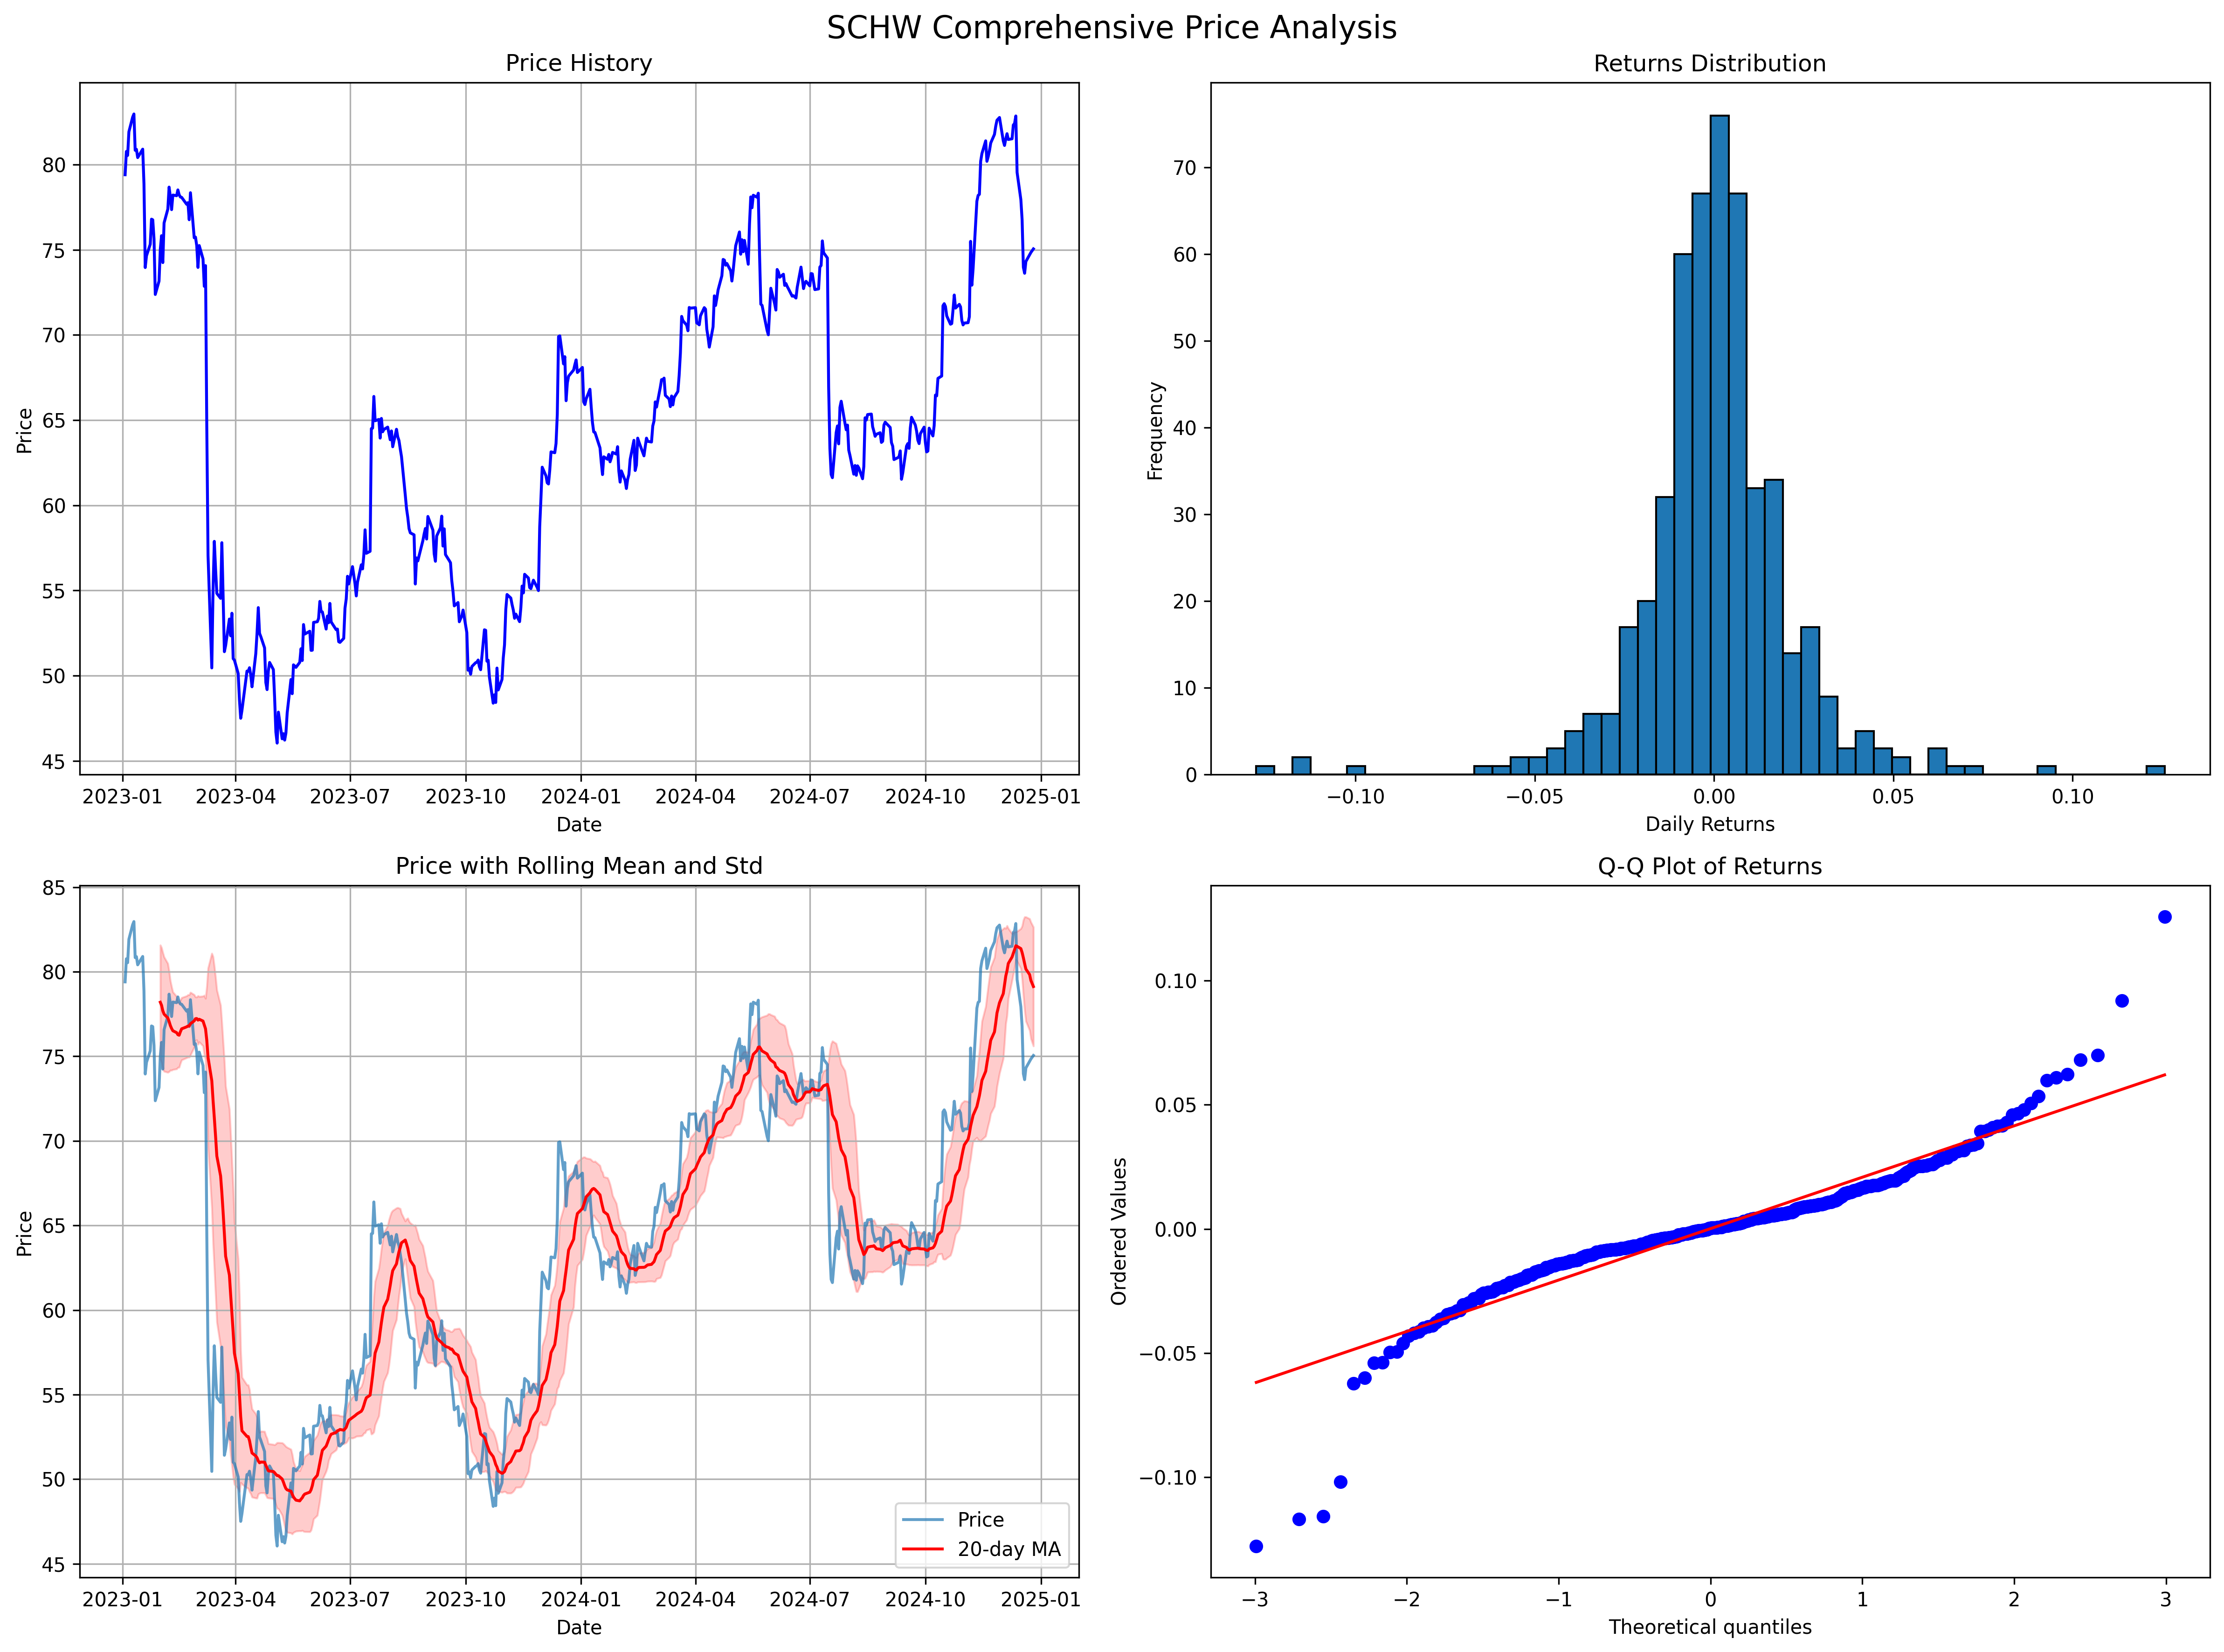 SCHW Comprehensive Price Analysis
Price History
Price
80
75
70
65
60
55
50
45
2023-01 2023-04 2023-07 2023-10 2024-01 2024-04 2024-07 2024-10 2025-01
Date
Returns Distribution
Frequency
70
60
50
40
30
20
10
0
−0.10 −0.05 0.00 0.05 0.10
Daily Returns
Price with Rolling Mean and Std
Price
85
80
75
70
65
60
55
50
45
Price
20-day MA
2023-01 2023-04 2023-07 2023-10 2024-01 2024-04 2024-07 2024-10 2025-01
Date
Q-Q Plot of Returns
Ordered Values
0.10
0.05
0.00
−0.05
−0.10
−3 −2 −1 0 1 2 3
Theoretical quantiles